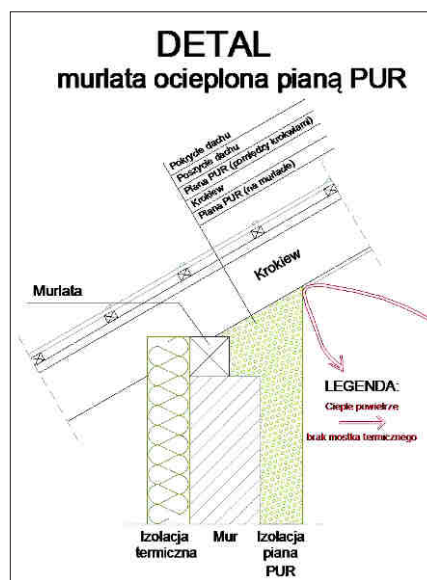 DETAL
murłata ocieplona pianą PUR
Pokrycie dachu
Poszycie dachu
Piana PUR (pomiędzy krokwiami)
Krokiew
Piana PUR (na murłacie)
Krokiew
Murłata
LEGENDA:
Ciepłe powietrze
brak mostka termicznego
Izolacja
termiczna
Mur
Izolacja
piana
PUR